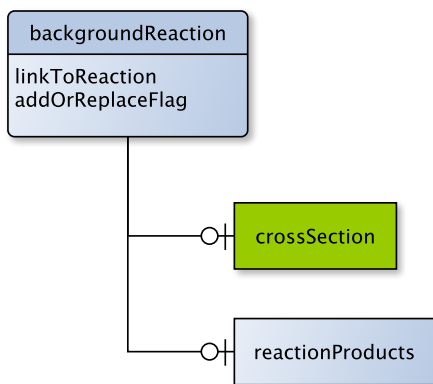 backgroundReaction
linkToReaction
addOrReplaceFlag
crossSection
reactionProducts